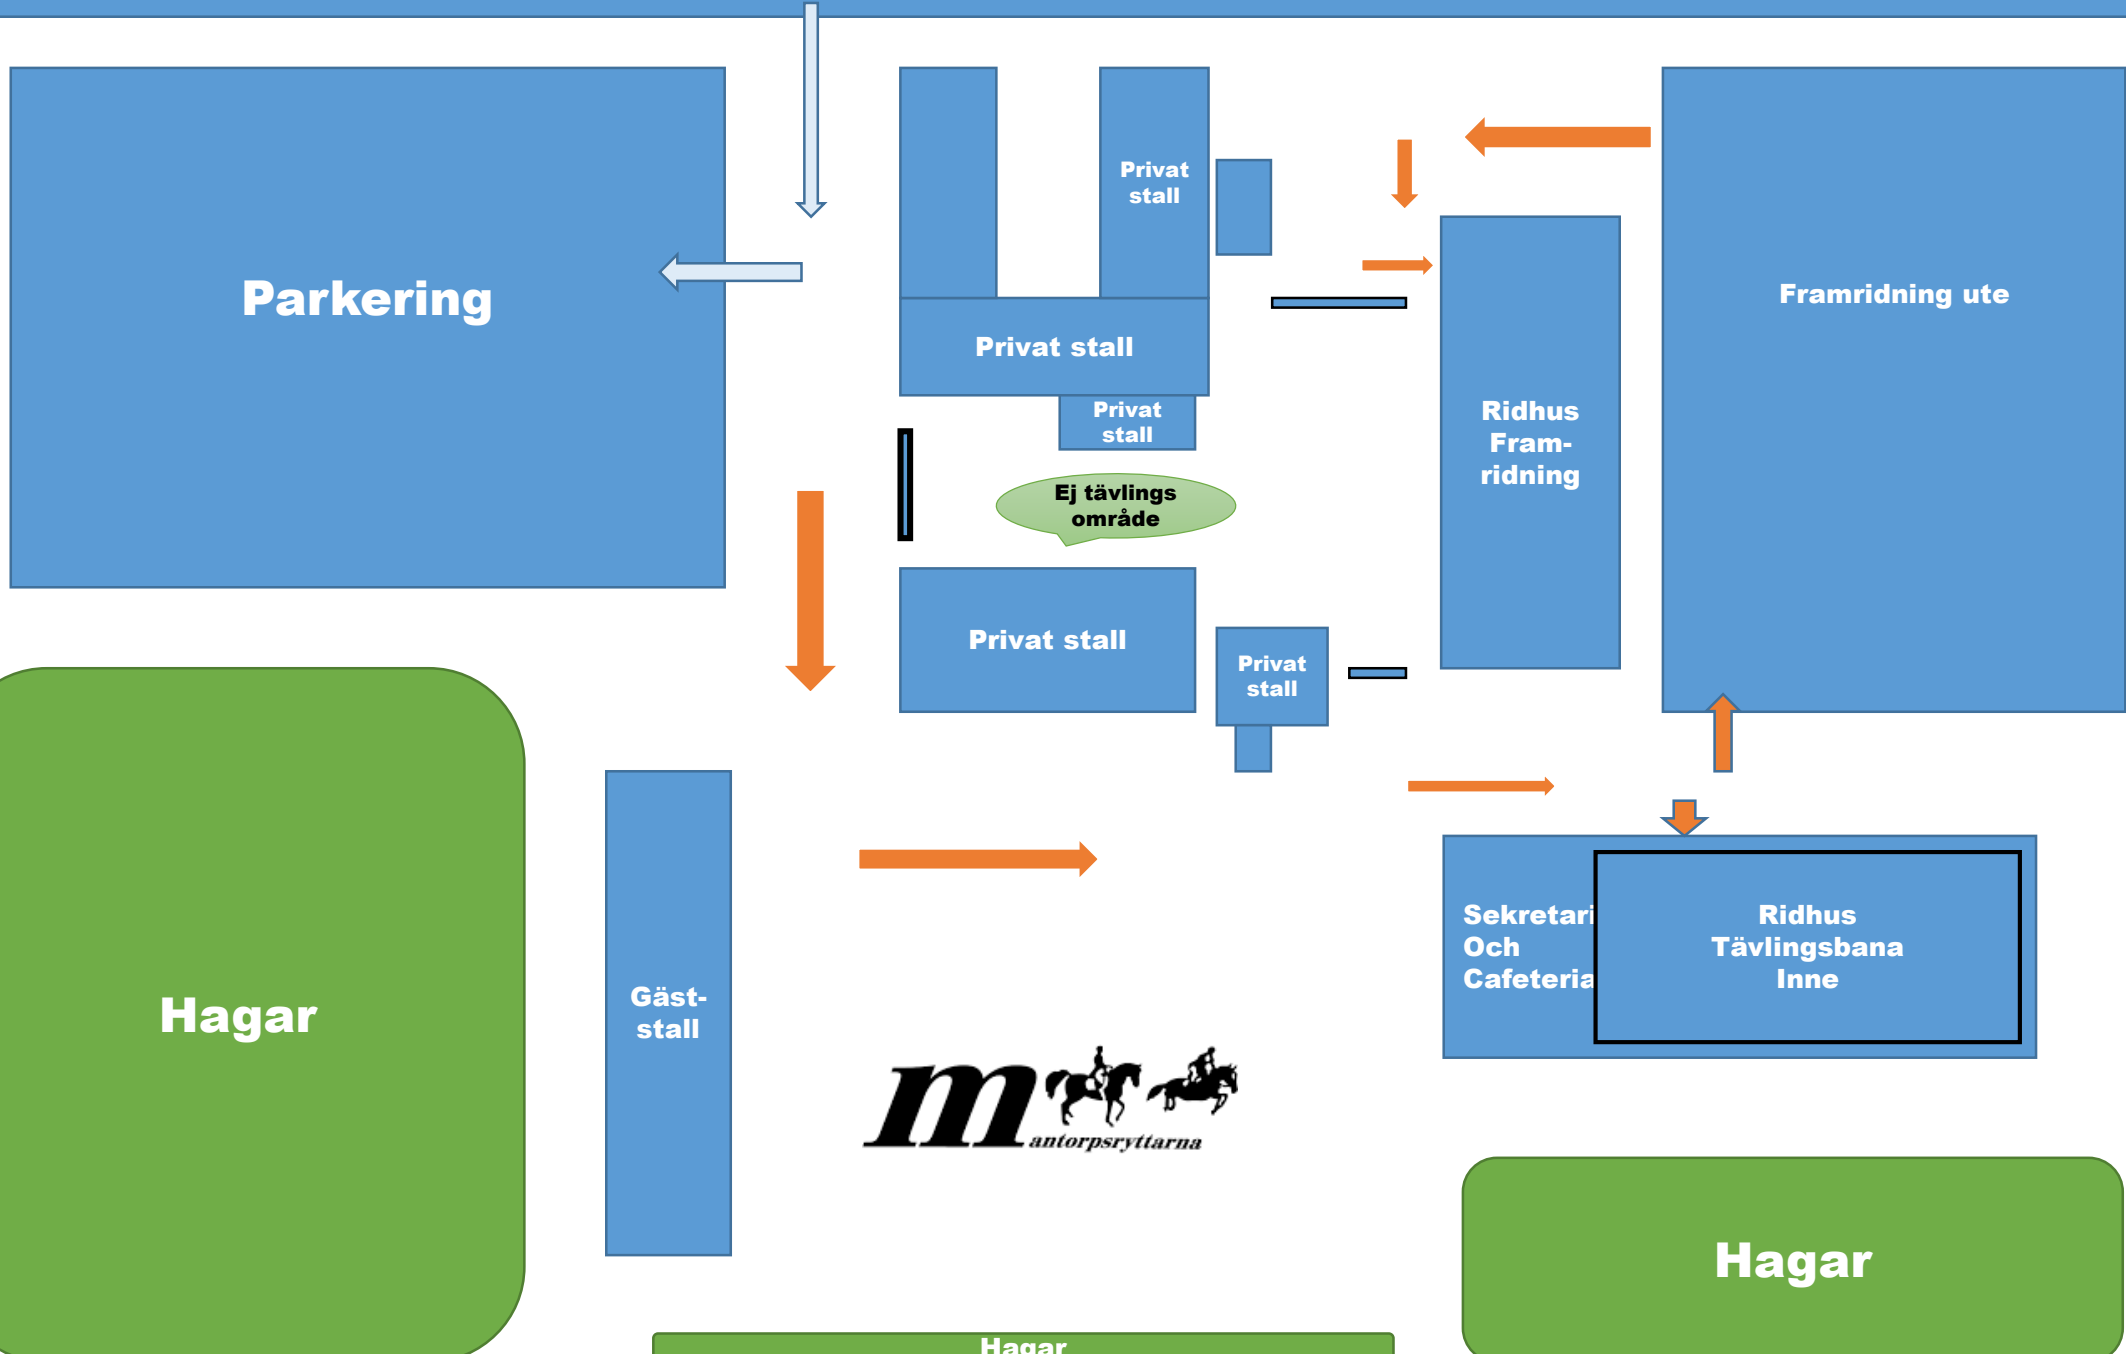 Privat
stall
Parkering
Framridning ute
Privat stall
Privat
stall
Ridhus
Fram-
ridning
Ej tävlings
område
Privat stall
Privat
stall
Sekretari
Och
Cafeteria
Ridhus
Tävlingsbana
Inne
Hagar
Gäst-
stall
m
antorpsryttarna
Hagar
Hagar